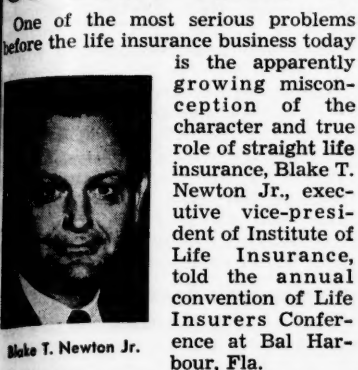 One of the most serious problems
before the life insurance business today
is the apparently
growing miscon-
ception of the
character and true
role of straight life
insurance, Blake T.
Newton Jr., exec-
utive vice-presi-
dent of Institute of
Life Insurance,
told the annual
convention of Life
Insurers Confer-
ence at Bal Har-
bour, Fla.
Blake T. Newton Jr.